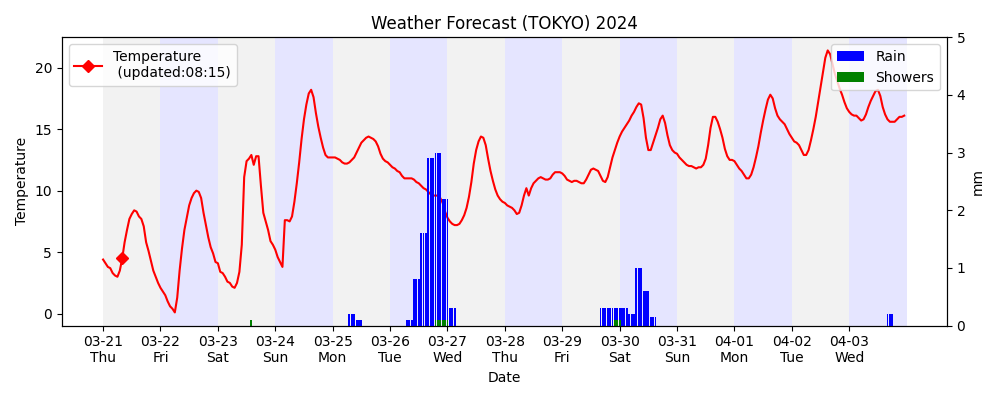 Weather Forecast (TOKYO) 2024
Temperature
(updated:08:15)
Rain
Showers
Temperature
20
15
10
5
0
5
4
3
2
1
0
mm
03-21 03-22 03-23 03-24 03-25 03-26 03-27 03-28 03-29 03-30 03-31 04-01 04-02 04-03
Thu Fri Sat Sun Mon Tue Wed Thu Fri Sat Sun Mon Tue Wed
Date